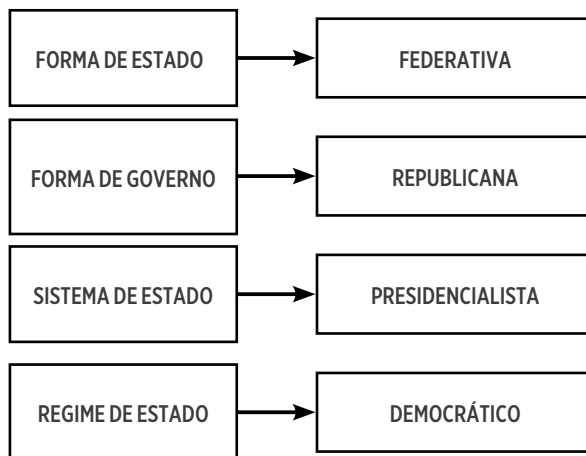 FORMA DE ESTADO
FEDERATIVA
FORMA DE GOVERNO
REPUBLICANA
SISTEMA DE ESTADO
PRESIDENCIALISTA
REGIME DE ESTADO
DEMOCRÁTICO